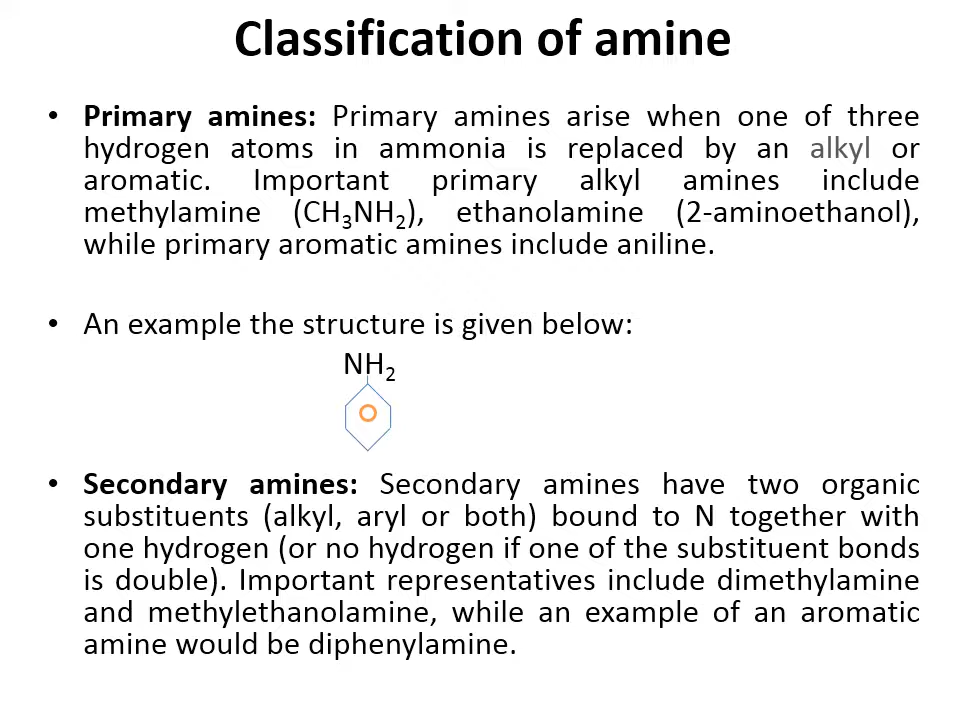 Classification of amine
• Primary amines: Primary amines arise when one of three
hydrogen atoms in ammonia is replaced by an alkyl or
aromatic. Important primary alkyl amines include
methylamine (CH₃NH₂), ethanolamine (2-aminoethanol),
while primary aromatic amines include aniline.
• An example the structure is given below:
NH₂
• Secondary amines: Secondary amines have two organic
substituents (alkyl, aryl or both) bound to N together with
one hydrogen (or no hydrogen if one of the substituent bonds
is double). Important representatives include dimethylamine
and methylethanolamine, while an example of an aromatic
amine would be diphenylamine.